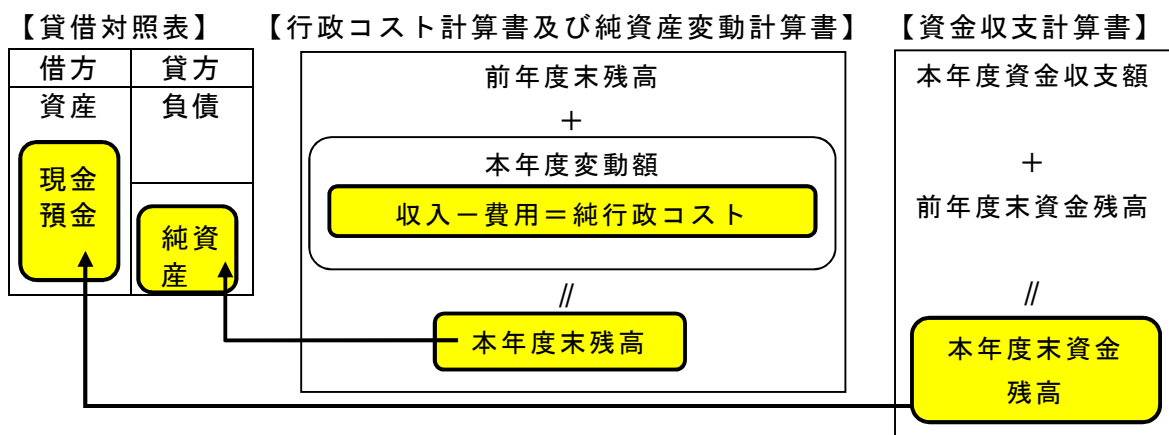 【貸借対照表】
借方 貸方
資産 負債
現金
預金
純資
産
【行政コスト計算書及び純資産変動計算書】
前年度末残高
＋
本年度変動額
収入－費用＝純行政コスト
〃
本年度末残高
【資金収支計算書】
本年度資金収支額
＋
前年度末資金残高
〃
本年度末資金
残高